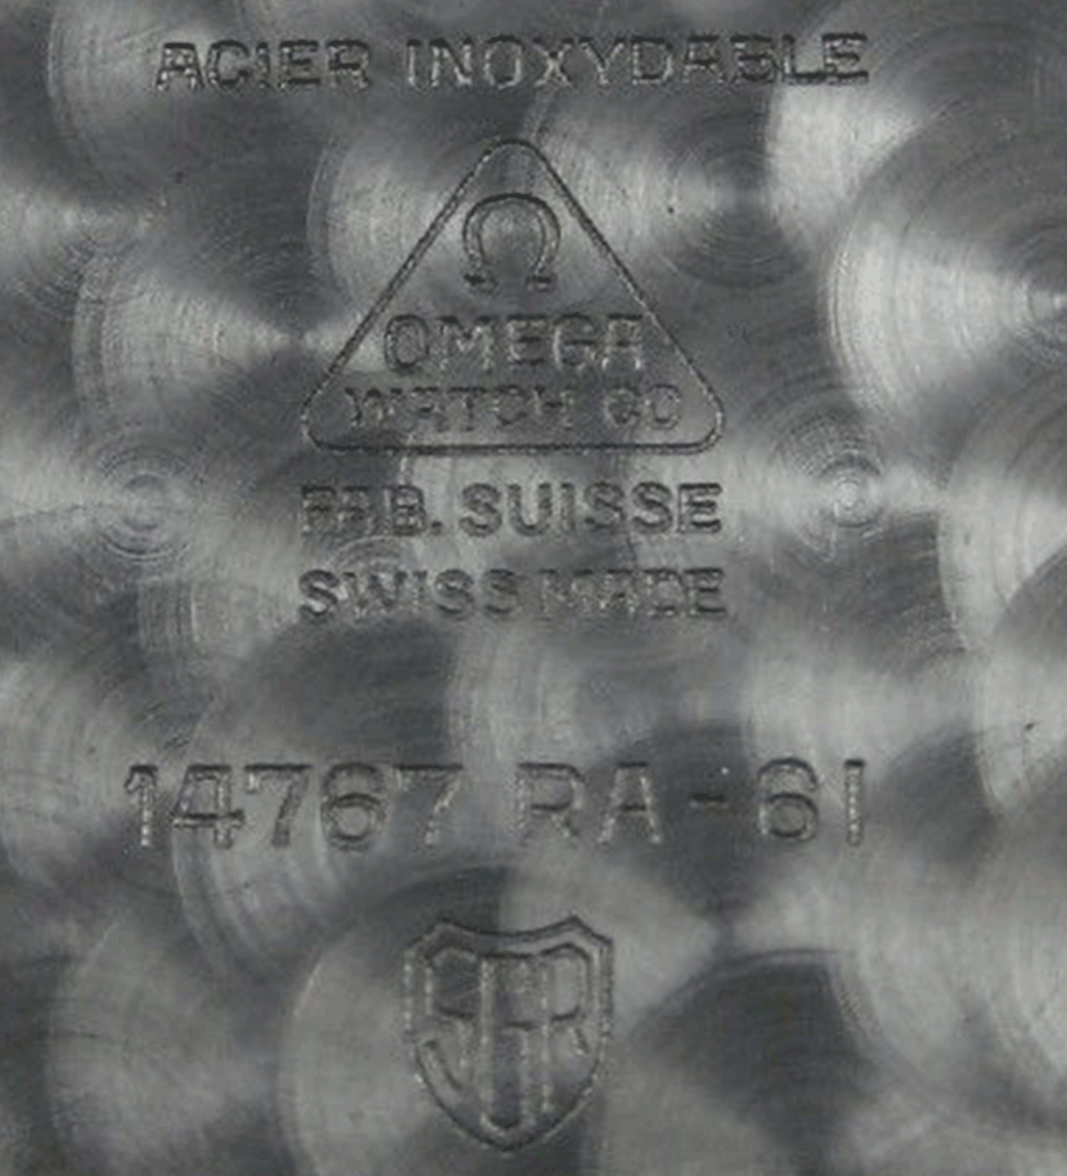 ACIER INOXYDABLE
Ω
OMEGA
WATCH CO
FAB. SUISSE
SWISS MADE
14767 RA-61